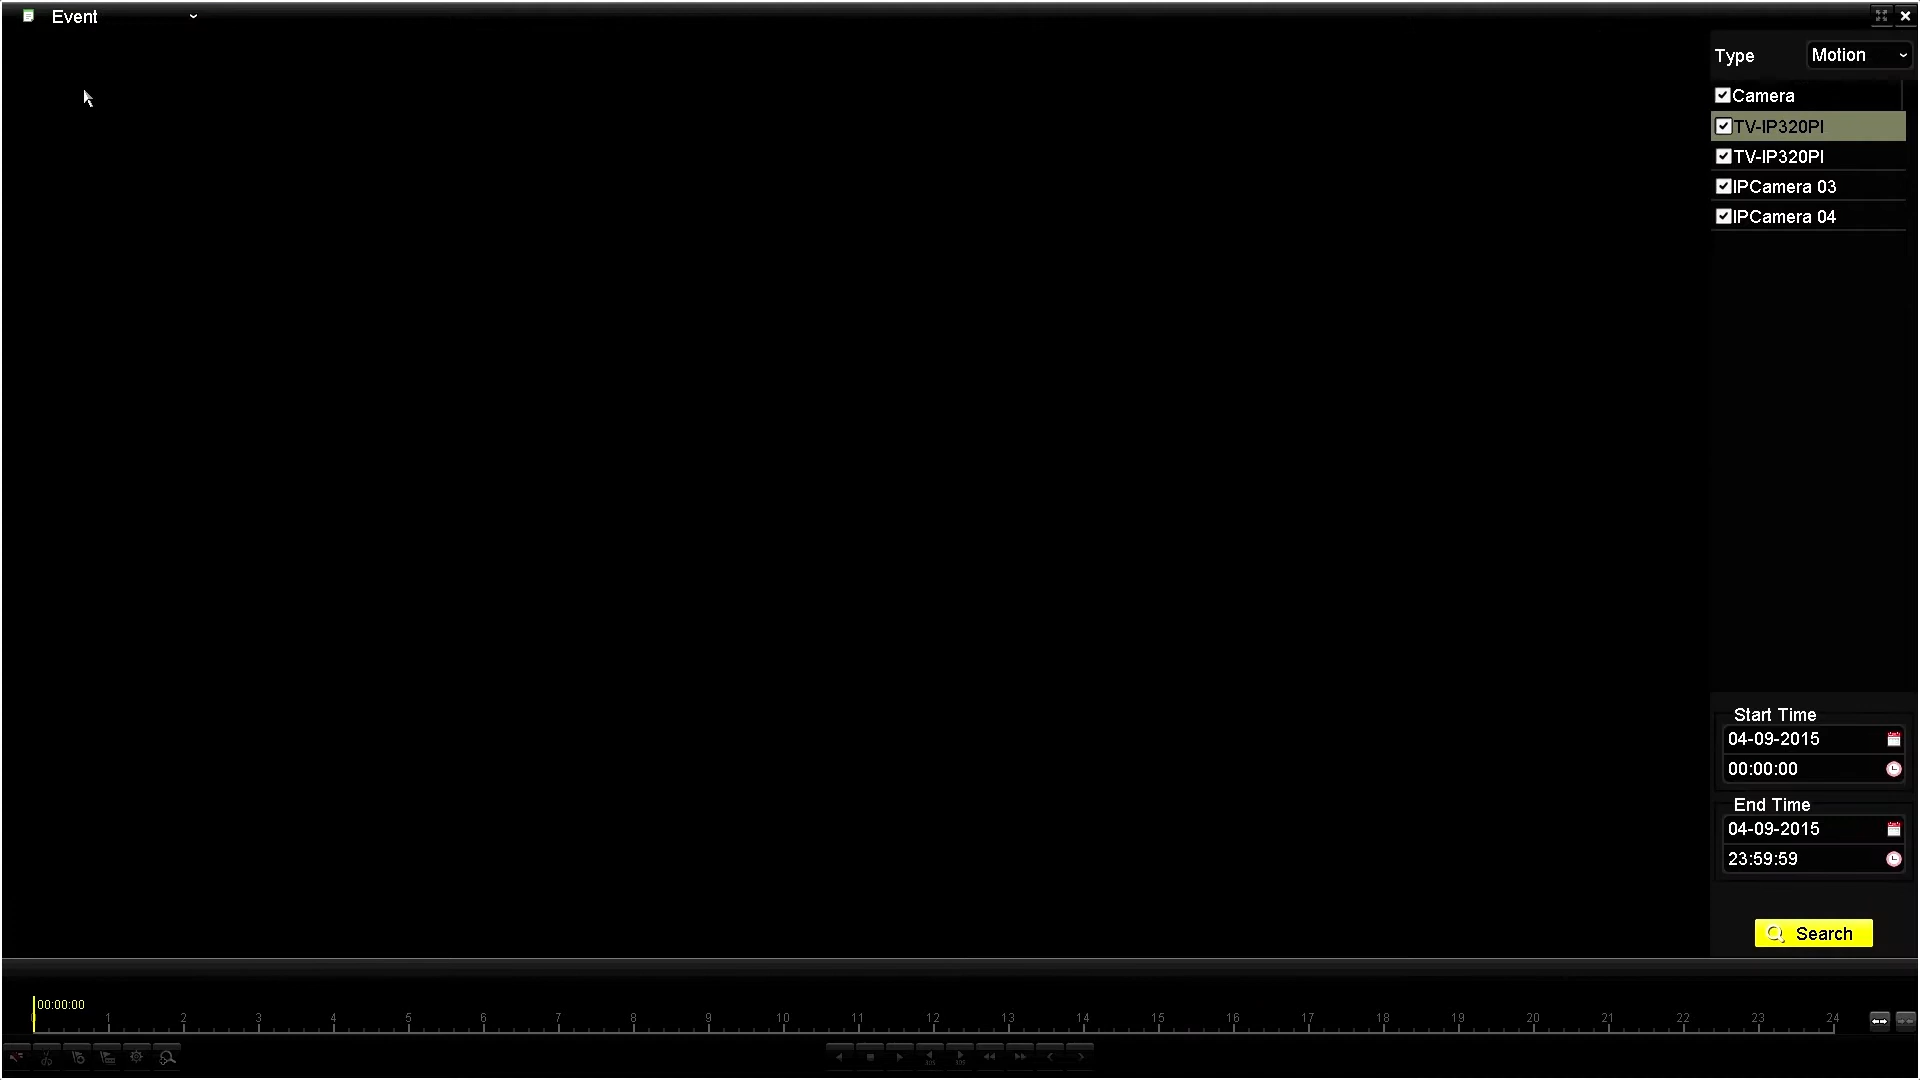 Event
Type Motion
Camera
TV-IP320PI
TV-IP320PI
IPCamera 03
IPCamera 04
Start Time
04-09-2015
00:00:00
End Time
04-09-2015
23:59:59
Search
00:00:00
1 2 3 4 5 6 7 8 9 10 11 12 13 14 15 16 17 18 19 20 21 22 23 24